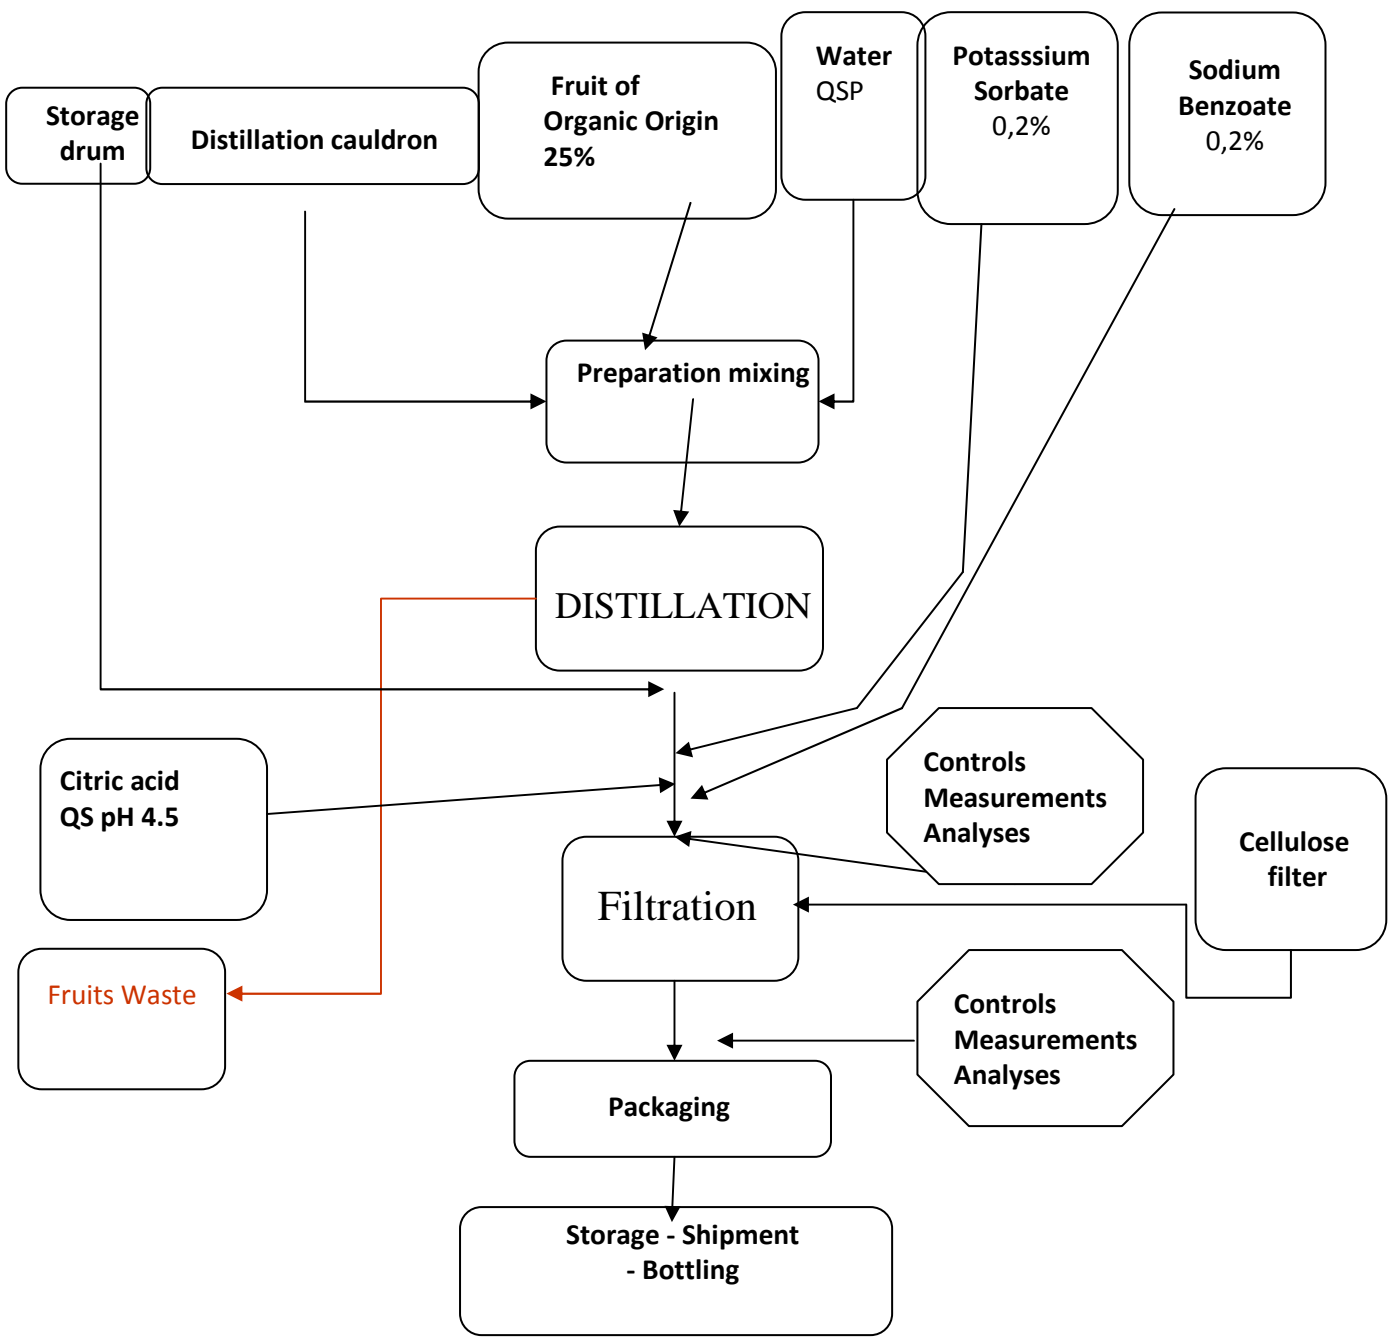 Storage
drum
Distillation cauldron
Fruit of
Organic Origin
25%
Water
QSP
Potasssium
Sorbate
0,2%
Sodium
Benzoate
0,2%
Preparation mixing
DISTILLATION
Citric acid
QS pH 4.5
Controls
Measurements
Analyses
Cellulose
filter
Filtration
Fruits Waste
Controls
Measurements
Analyses
Packaging
Storage - Shipment
- Bottling